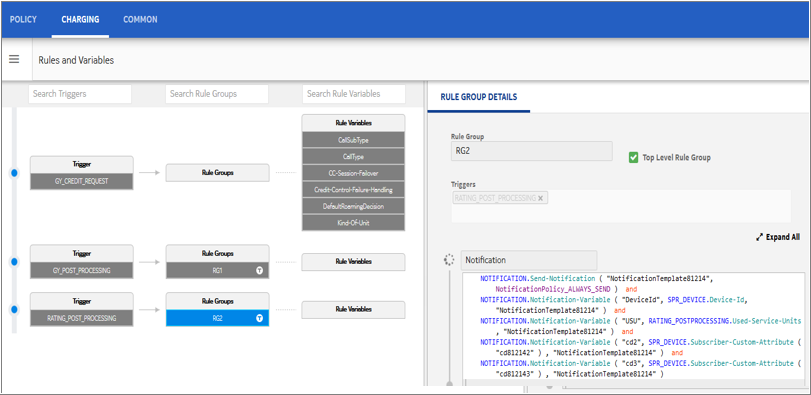 POLICY CHARGING COMMON
Rules and Variables
Search Triggers Search Rule Groups Search Rule Variables
Rule Variables
CallSubType
CallType
CC-Session-Failover
Credit-Control-Failure-Handling
DefaultRoamingDecision
Kind-Of-Unit
Trigger
GY_CREDIT_REQUEST
Rule Groups
Trigger
GY_POST_PROCESSING
Rule Groups
RG1 T
Rule Variables
Trigger
RATING_POST_PROCESSING
Rule Groups
RG2 T
Rule Variables
RULE GROUP DETAILS
Rule Group
RG2
Top Level Rule Group
Triggers
RATING_POST_PROCESSING x
Expand All
Notification
NOTIFICATION.Send-Notification ( "NotificationTemplate81214",
NotificationPolicy_ALWAYS_SEND ) and
NOTIFICATION.Notification-Variable ( "DeviceId", SPR_DEVICE.Device-Id,
"NotificationTemplate81214" ) and
NOTIFICATION.Notification-Variable ( "USU", RATING_POSTPROCESSING.Used-Service-Units
, "NotificationTemplate81214" ) and
NOTIFICATION.Notification-Variable ( "cd2", SPR_DEVICE.Subscriber-Custom-Attribute (
"cd812142" ) , "NotificationTemplate81214" ) and
NOTIFICATION.Notification-Variable ( "cd3", SPR_DEVICE.Subscriber-Custom-Attribute (
"cd812143" ) , "NotificationTemplate81214" )